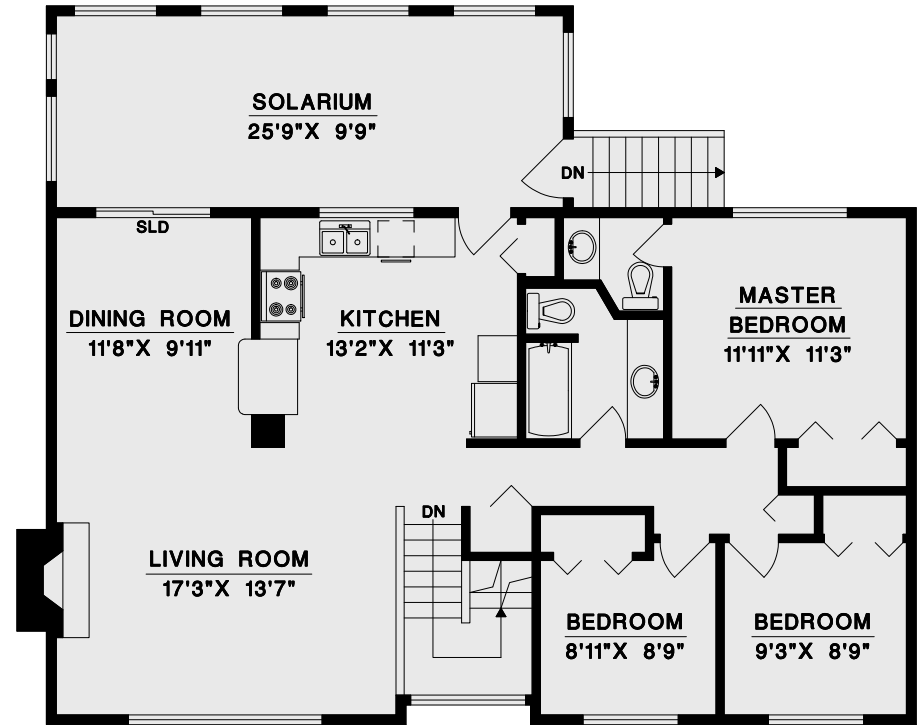 SOLARIUM
25'9"X 9'9"
DN
SLD
DINING ROOM
11'8"X 9'11"
KITCHEN
13'2"X 11'3"
MASTER
BEDROOM
11'11"X 11'3"
DN
LIVING ROOM
17'3"X 13'7"
BEDROOM
8'11"X 8'9"
BEDROOM
9'3"X 8'9"